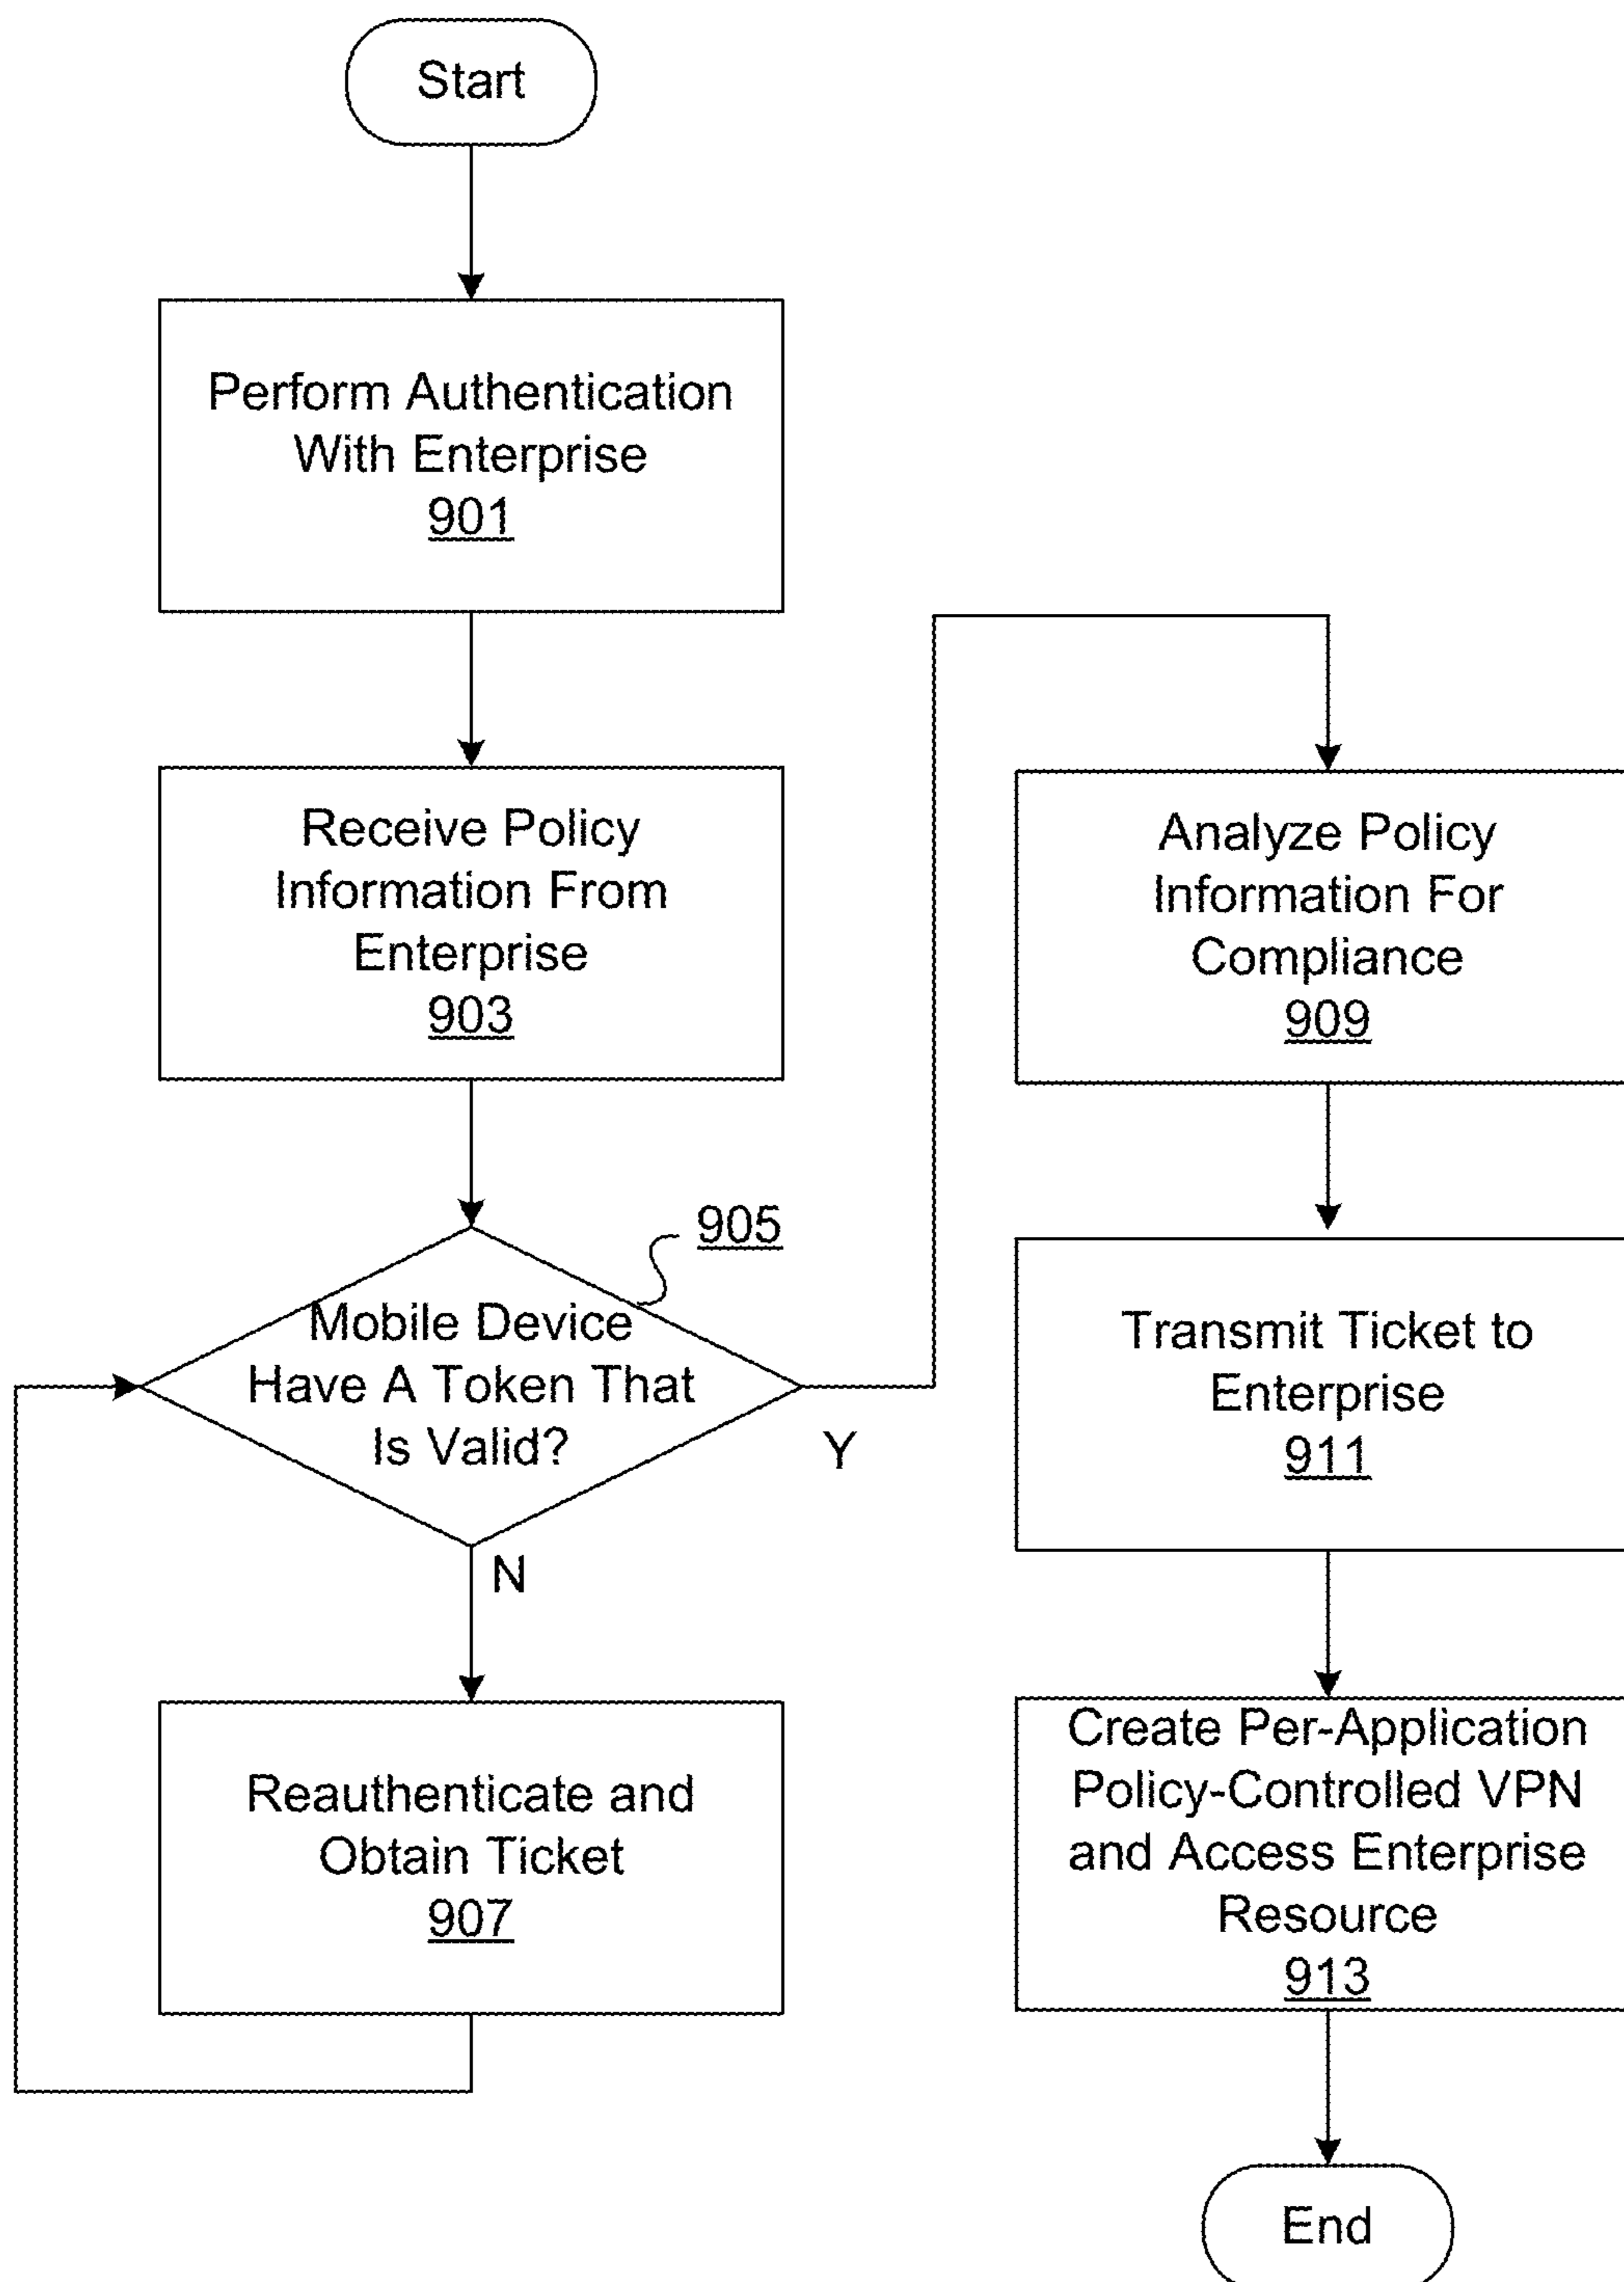 Start
Perform Authentication
With Enterprise
901
Receive Policy
Information From
Enterprise
903
905
Mobile Device
Have A Token That
Is Valid?
Y
N
Reauthenticate and
Obtain Ticket
907
Analyze Policy
Information For
Compliance
909
Transmit Ticket to
Enterprise
911
Create Per-Application
Policy-Controlled VPN
and Access Enterprise
Resource
913
End